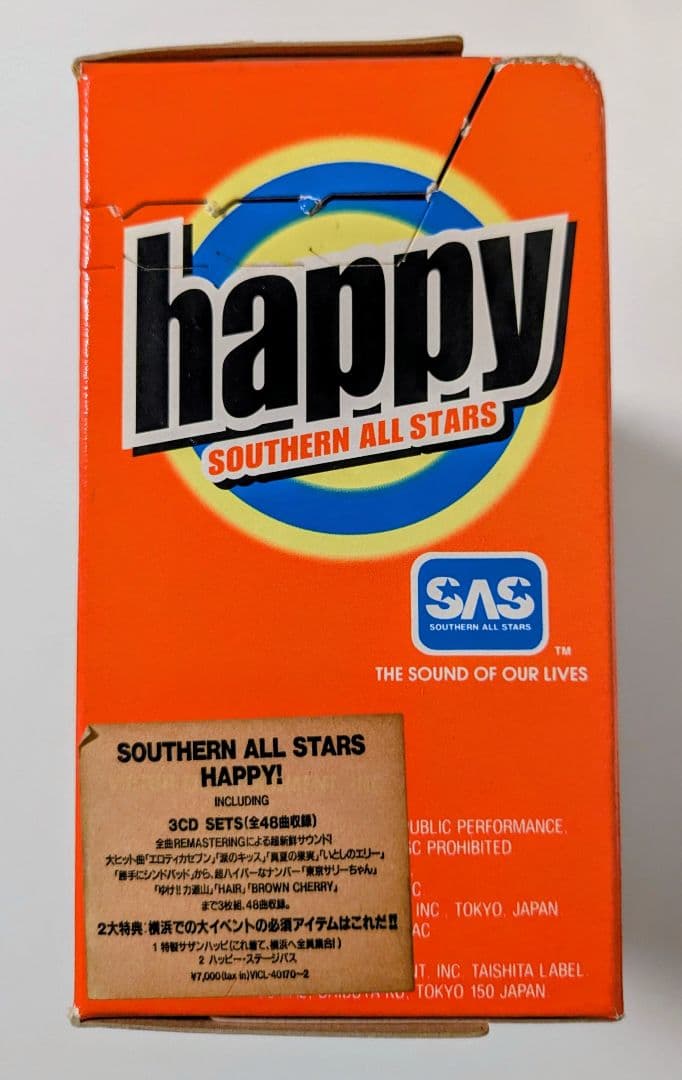 happy
SOUTHERN ALL STARS
SAS
SOUTHERN ALL STARS
TM
THE SOUND OF OUR LIVES
SOUTHERN ALL STARS
HAPPY!
INCLUDING
3CD SETS(全48曲収録)
全曲REMASTERINGによる超新鮮サウンド!
大ヒット曲「エロティカセブン」「涙のキッス」「真夏の果実」「いとしのエリー」
「勝手にシンドバッド」から、超ハイパーなナンバー「東京サリーちゃん」
「ゆけ!!力道山」「HAIR」「BROWN CHERRY」
まで3枚組、48曲収録。
2大特典:横浜での大イベントの必須アイテムはこれだ!!
1 特製サザンハッピ(これ着て、横浜へ全員集合!)
2 ハッピー・ステージパス
¥7,000(tax in)VICL-40170~2
PUBLIC PERFORMANCE,
PROHIBITED
INC., TOKYO, JAPAN
INC TAISHITA LABEL
TOKYO 150 JAPAN